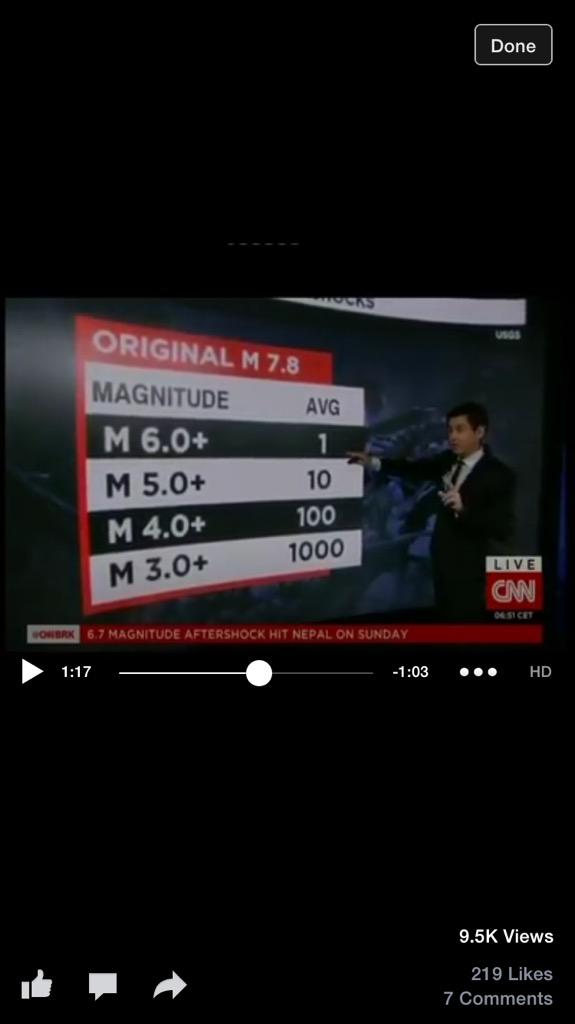 Done
USGS
ORIGINAL M 7.8
MAGNITUDE AVG
M 6.0+ 1
M 5.0+ 10
M 4.0+ 100
M 3.0+ 1000
LIVE
CNN
06:51 CET
6.7 MAGNITUDE AFTERSHOCK HIT NEPAL ON SUNDAY
1:17 -1:03 HD
9.5K Views
219 Likes
7 Comments